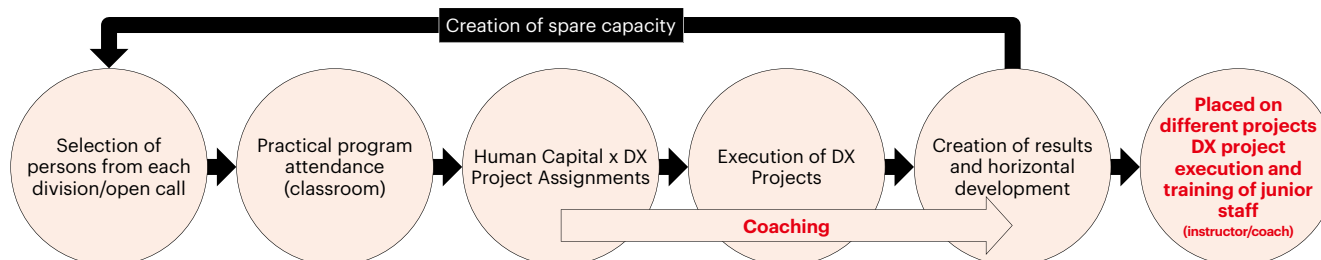 Creation of spare capacity
Selection of
persons from each
division/open call
Practical program
attendance
(classroom)
Human Capital x DX
Project Assignments
Execution of DX
Projects
Creation of results
and horizontal
development
Placed on
different projects
DX project
execution and
training of junior
staff
(instructor/coach)
Coaching